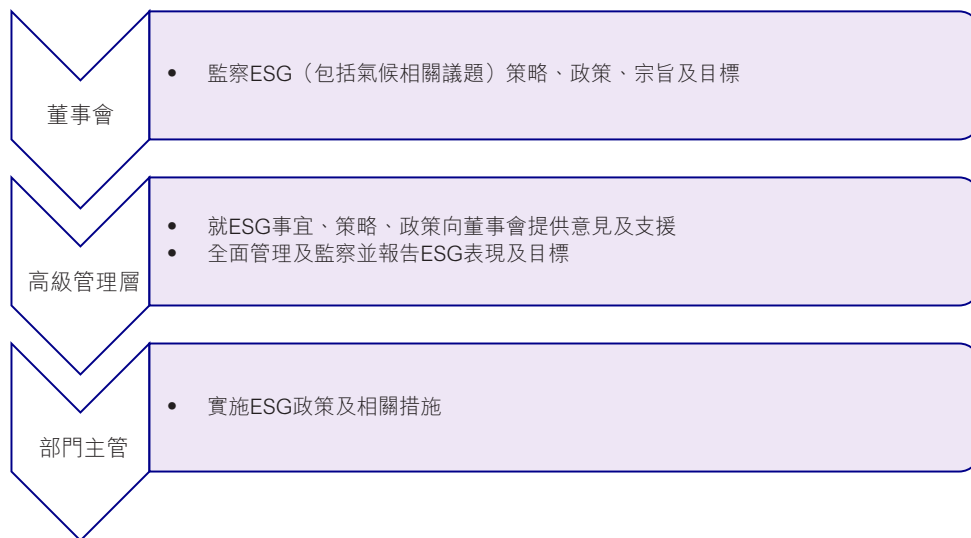 董事會
• 監察ESG（包括氣候相關議題）策略、政策、宗旨及目標
高級管理層
• 就ESG事宜、策略、政策向董事會提供意見及支援
• 全面管理及監察並報告ESG表現及目標
部門主管
• 實施ESG政策及相關措施